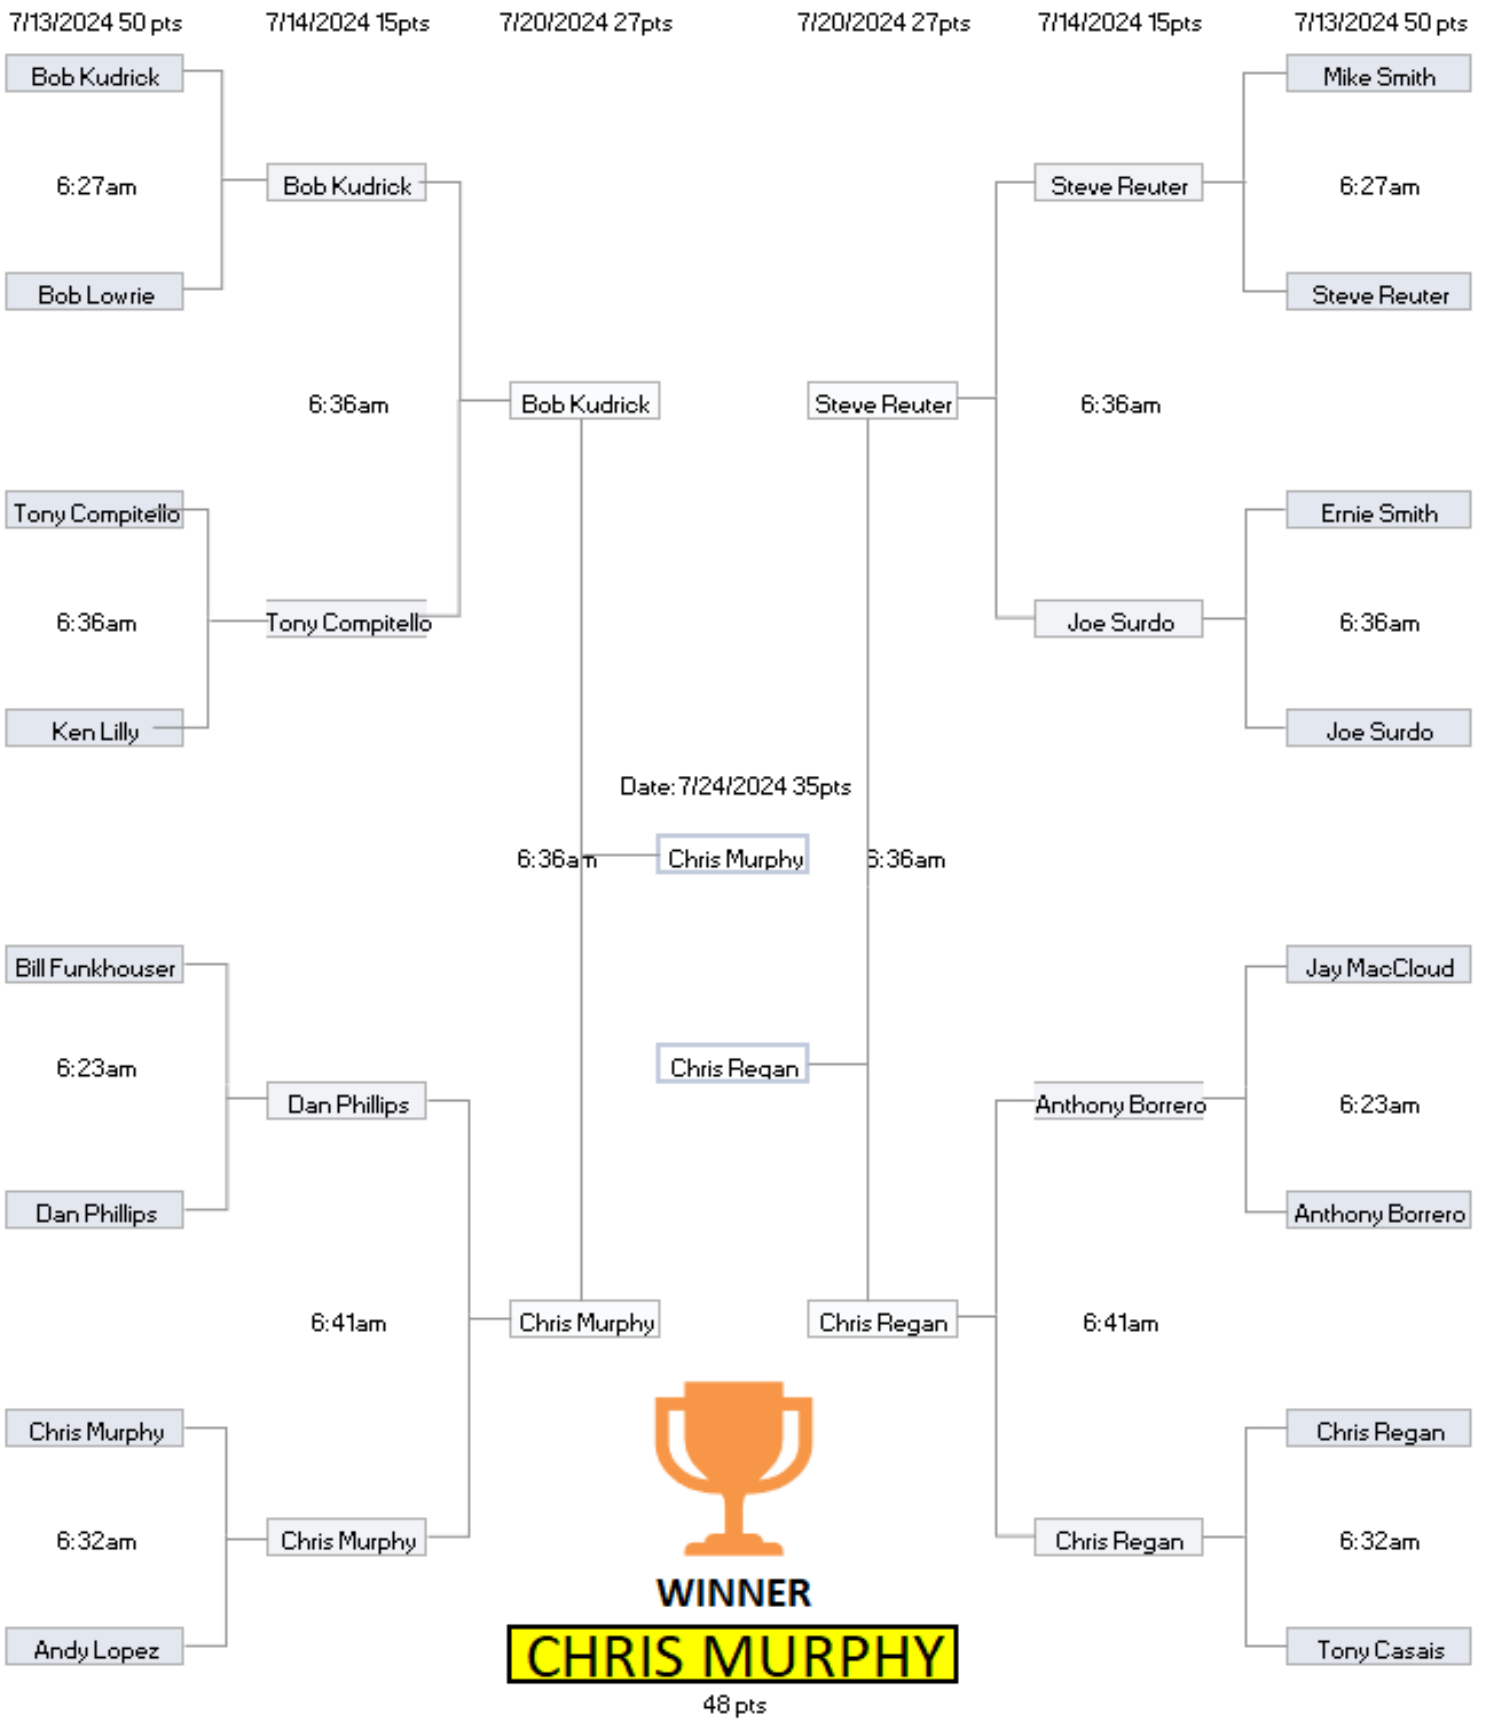 7/13/2024 50 pts
7/14/2024 15pts
7/20/2024 27pts
7/20/2024 27pts
7/14/2024 15pts
7/13/2024 50 pts
Bob Kudrick
Mike Smith
6:27am
Bob Kudrick
Steve Reuter
6:27am
Bob Lowrie
Steve Reuter
6:36am
Bob Kudrick
Steve Reuter
6:36am
Tony Compitello
Ernie Smith
6:36am
Tony Compitello
Joe Surdo
6:36am
Ken Lilly
Joe Surdo
Date: 7/24/2024 35pts
6:36am
Chris Murphy
6:36am
Bill Funkhouser
Jay MacCloud
6:23am
Chris Regan
Dan Phillips
Anthony Borrero
6:23am
Dan Phillips
Anthony Borrero
6:41am
Chris Murphy
Chris Regan
6:41am
Chris Murphy
Chris Regan
6:32am
Chris Murphy
Chris Regan
6:32am
WINNER
Andy Lopez
CHRIS MURPHY
Tony Casais
48 pts